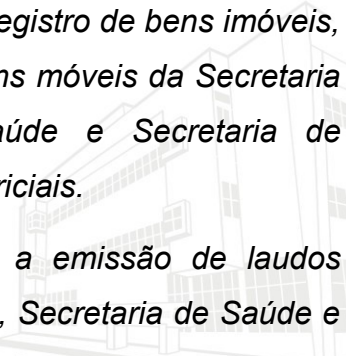 egistro de bens imóveis,
ns móveis da Secretaria
aúde e Secretaria de
riciais.
a emissão de laudos
, Secretaria de Saúde e